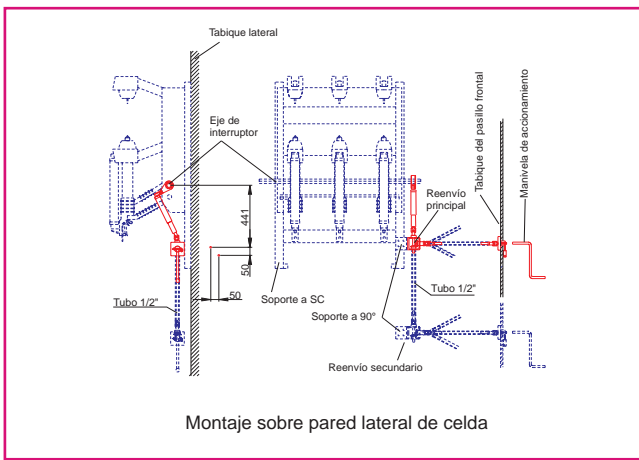 Tabique lateral
Eje de
interruptor
441
50
50
Tubo 1/2"
Soporte a SC
Soporte a 90°
Reenvío secundario
Tubo 1/2"
Reenvío
principal
Tabique del pasillo frontal
Manivela de accionamiento
Montaje sobre pared lateral de celda